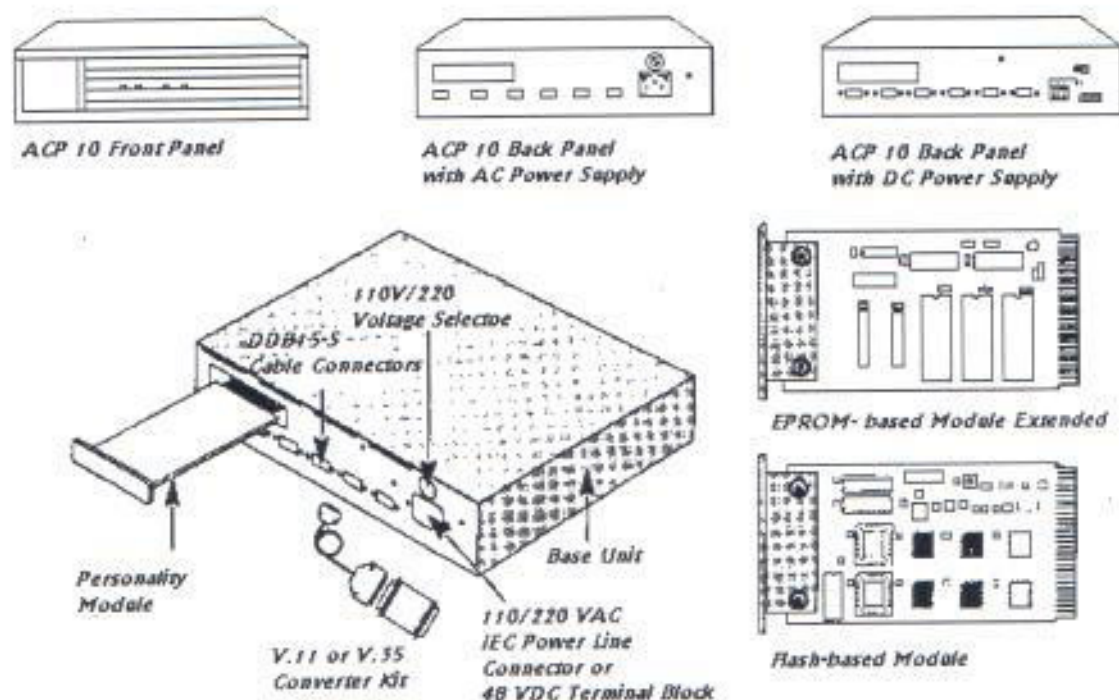 ACP 10 Front Panel
ACP 10 Back Panel
with AC Power Supply
ACP 10 Back Panel
with DC Power Supply
110V/220
Voltage Selector
DDB15-S
Cable Connectors
Personality
Module
V.11 or V.35
Converter Kit
110/220 VAC
IEC Power Line
Connector or
48 VDC Terminal Block
Base Unit
EPROM- based Module Extended
Flash-based Module